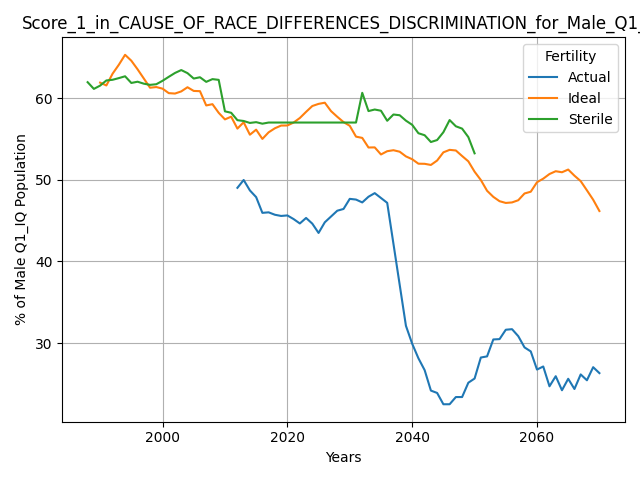 Score_1_in_CAUSE_OF_RACE_DIFFERENCES_DISCRIMINATION_for_Male_Q1_
Fertility
Actual
Ideal
Sterile
% of Male Q1_IQ Population
60
50
40
30
2000
2020
2040
2060
Years